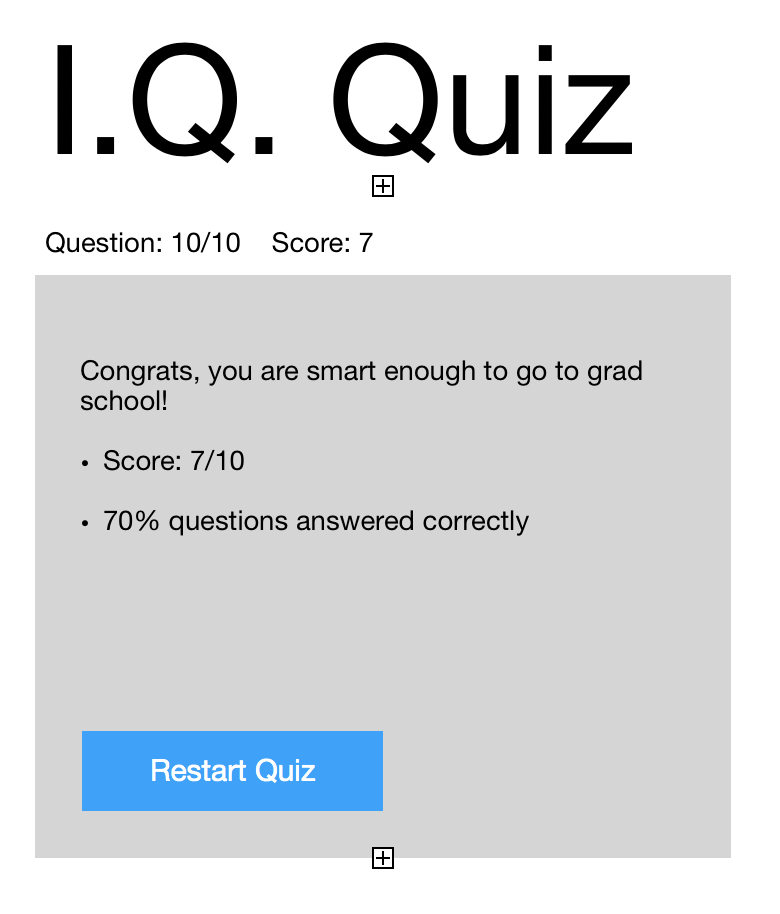 I.Q. Quiz
Question: 10/10    Score: 7
Congrats, you are smart enough to go to grad
school!
• Score: 7/10
• 70% questions answered correctly
Restart Quiz